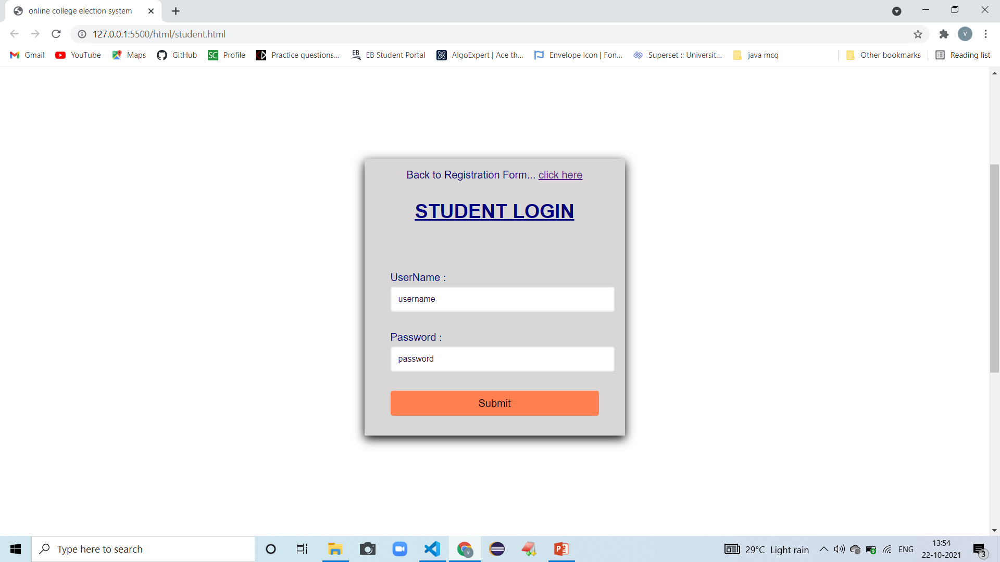 online college election system
127.0.0.1:5500/html/student.html
V
Gmail
YouTube
Maps
GitHub
SC
Profile
Practice questions...
EB
EB Student Portal
AlgoExpert | Ace th...
Envelope Icon | Fon...
Superset :: Universit...
java mcq
Other bookmarks
Reading list
Back to Registration Form... click here
STUDENT LOGIN
UserName :
username
Password :
password
Submit
Type here to search
29°C Light rain
ENG
13:54
22-10-2021
3